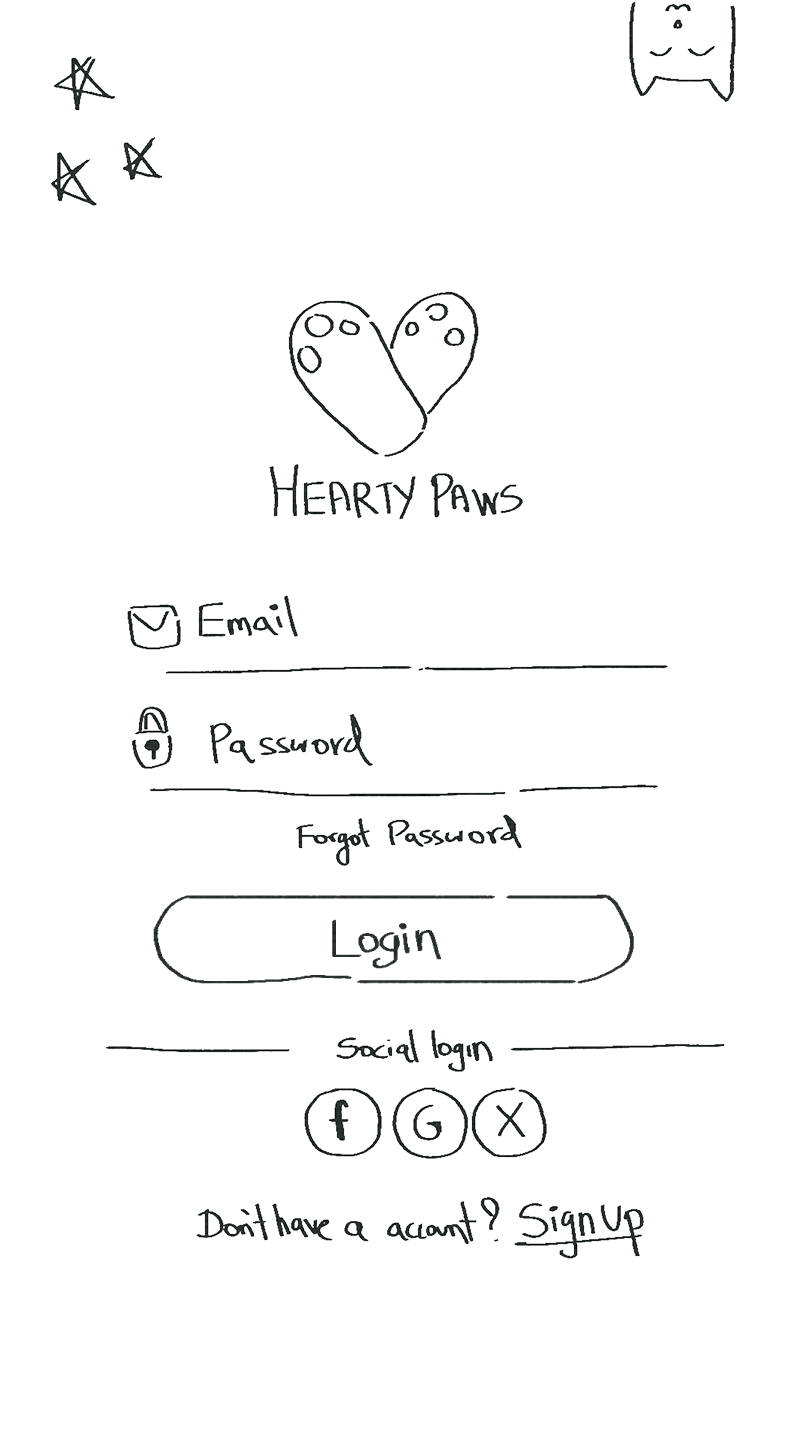 HEARTY PAWS
Email
Password
Forgot Password
Login
Social login
f G X
Don't have a account? Sign Up